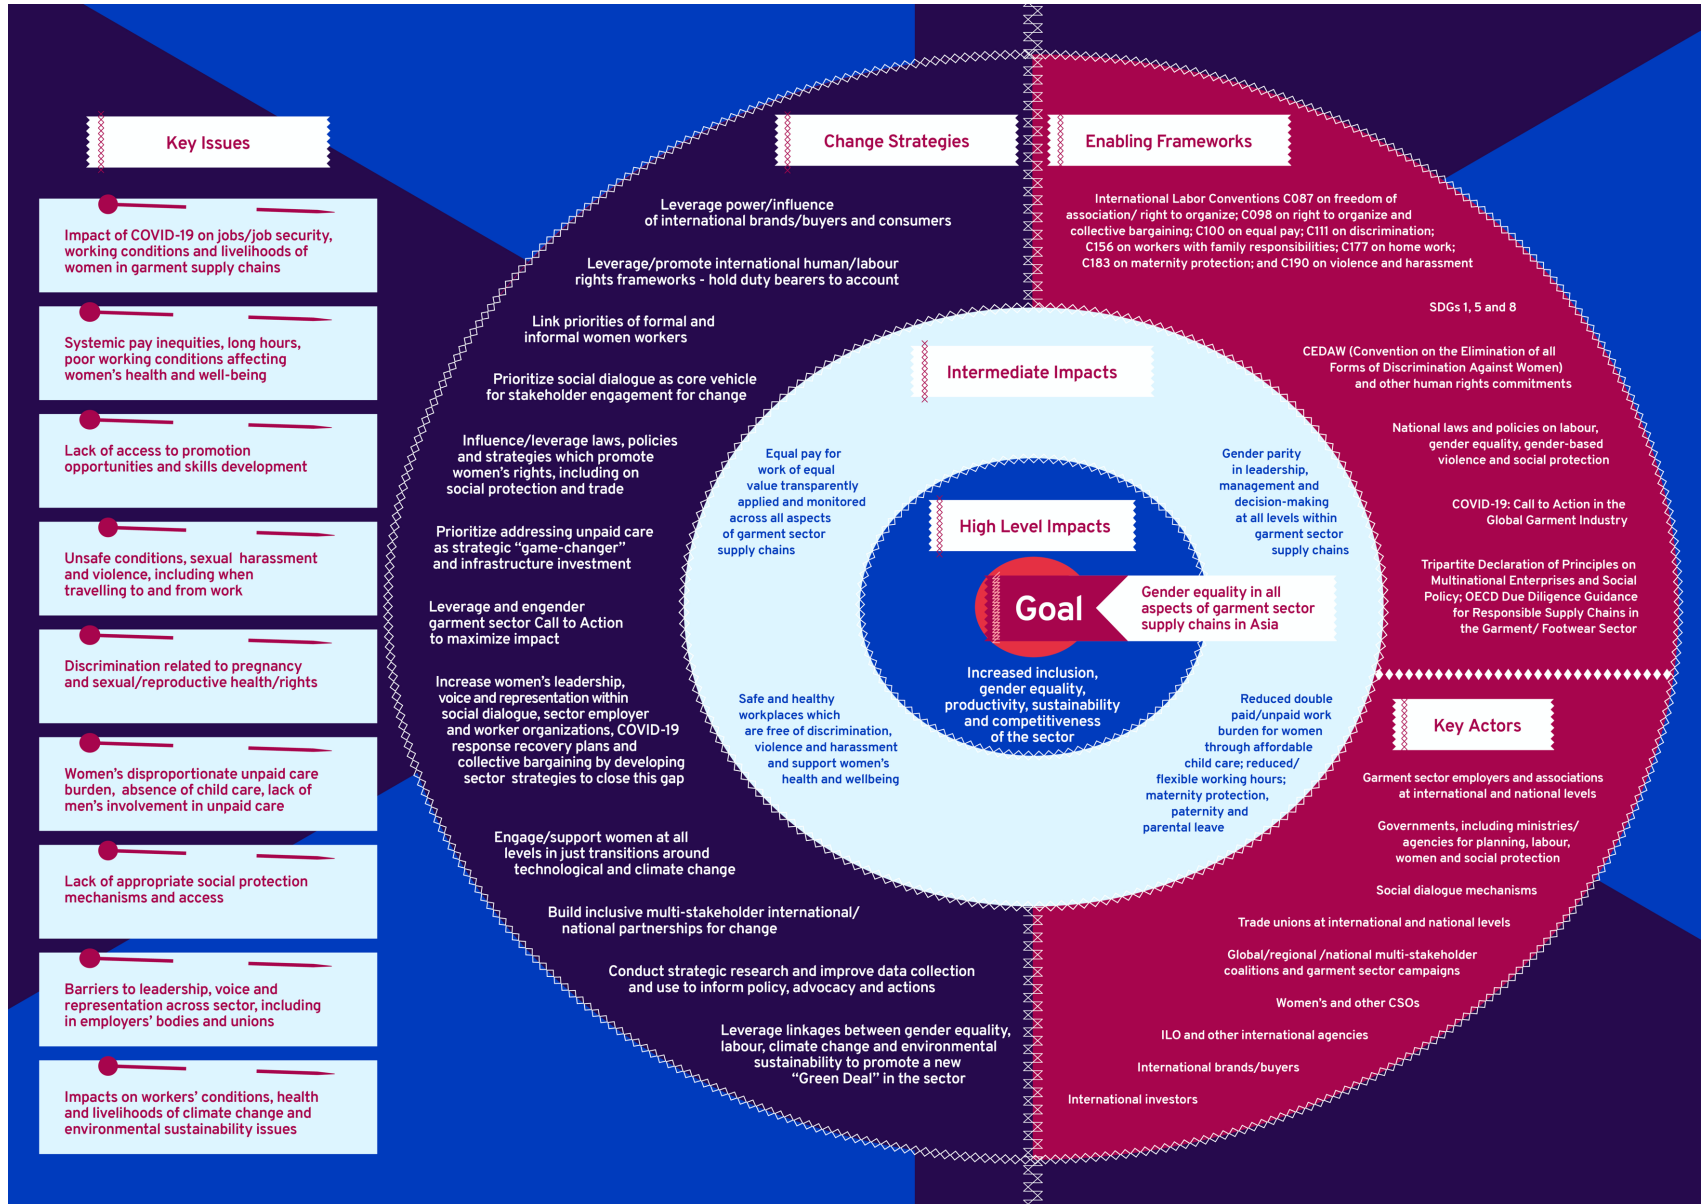 Key Issues
Impact of COVID-19 on jobs/job security,
working conditions and livelihoods of
women in garment supply chains
Systemic pay inequities, long hours,
poor working conditions affecting
women's health and well-being
Lack of access to promotion
opportunities and skills development
Unsafe conditions, sexual harassment
and violence, including when
travelling to and from work
Discrimination related to pregnancy
and sexual/reproductive health/rights
Women's disproportionate unpaid care
burden, absence of child care, lack of
men's involvement in unpaid care
Lack of appropriate social protection
mechanisms and access
Barriers to leadership, voice and
representation across sector, including
in employers' bodies and unions
Impacts on workers' conditions, health
and livelihoods of climate change and
environmental sustainability issues
Change Strategies
Leverage power/influence
of international brands/buyers and consumers
Leverage/promote international human/labour
rights frameworks - hold duty bearers to account
Link priorities of formal and
informal women workers
Prioritize social dialogue as core vehicle
for stakeholder engagement for change
Influence/leverage laws, policies
and strategies which promote
women's rights, including on
social protection and trade
Prioritize addressing unpaid care
as strategic "game-changer"
and infrastructure investment
Leverage and engender
garment sector Call to Action
to maximize impact
Increase women's leadership,
voice and representation within
social dialogue, sector employer
and worker organizations, COVID-19
response recovery plans and
collective bargaining by developing
sector strategies to close this gap
Engage/support women at all
levels in just transitions around
technological and climate change
Build inclusive multi-stakeholder international/
national partnerships for change
Conduct strategic research and improve data collection
and use to inform policy, advocacy and actions
Leverage linkages between gender equality,
labour, climate change and environmental
sustainability to promote a new
"Green Deal" in the sector
Intermediate Impacts
Equal pay for
work of equal
value transparently
applied and monitored
across all aspects
of garment sector
supply chains
Gender parity
in leadership,
management and
decision-making
at all levels within
garment sector
supply chains
Safe and healthy
workplaces which
are free of discrimination,
violence and harassment
and support women's
health and wellbeing
Reduced double
paid/unpaid work
burden for women
through affordable
child care; reduced/
flexible working hours;
maternity protection,
paternity and
parental leave
High Level Impacts
Goal
Gender equality in all
aspects of garment sector
supply chains in Asia
Increased inclusion,
gender equality,
productivity, sustainability
and competitiveness
of the sector
Enabling Frameworks
International Labor Conventions C087 on freedom of
association/ right to organize; C098 on right to organize and
collective bargaining; C100 on equal pay; C111 on discrimination;
C156 on workers with family responsibilities; C177 on home work;
C183 on maternity protection; and C190 on violence and harassment
SDGs 1, 5 and 8
CEDAW (Convention on the Elimination of all
Forms of Discrimination Against Women)
and other human rights commitments
National laws and policies on labour,
gender equality, gender-based
violence and social protection
COVID-19: Call to Action in the
Global Garment Industry
Tripartite Declaration of Principles on
Multinational Enterprises and Social
Policy; OECD Due Diligence Guidance
for Responsible Supply Chains in
the Garment/ Footwear Sector
Key Actors
Garment sector employers and associations
at international and national levels
Governments, including ministries/
agencies for planning, labour,
women and social protection
Social dialogue mechanisms
Trade unions at international and national levels
Global/regional /national multi-stakeholder
coalitions and garment sector campaigns
Women's and other CSOs
ILO and other international agencies
International brands/buyers
International investors